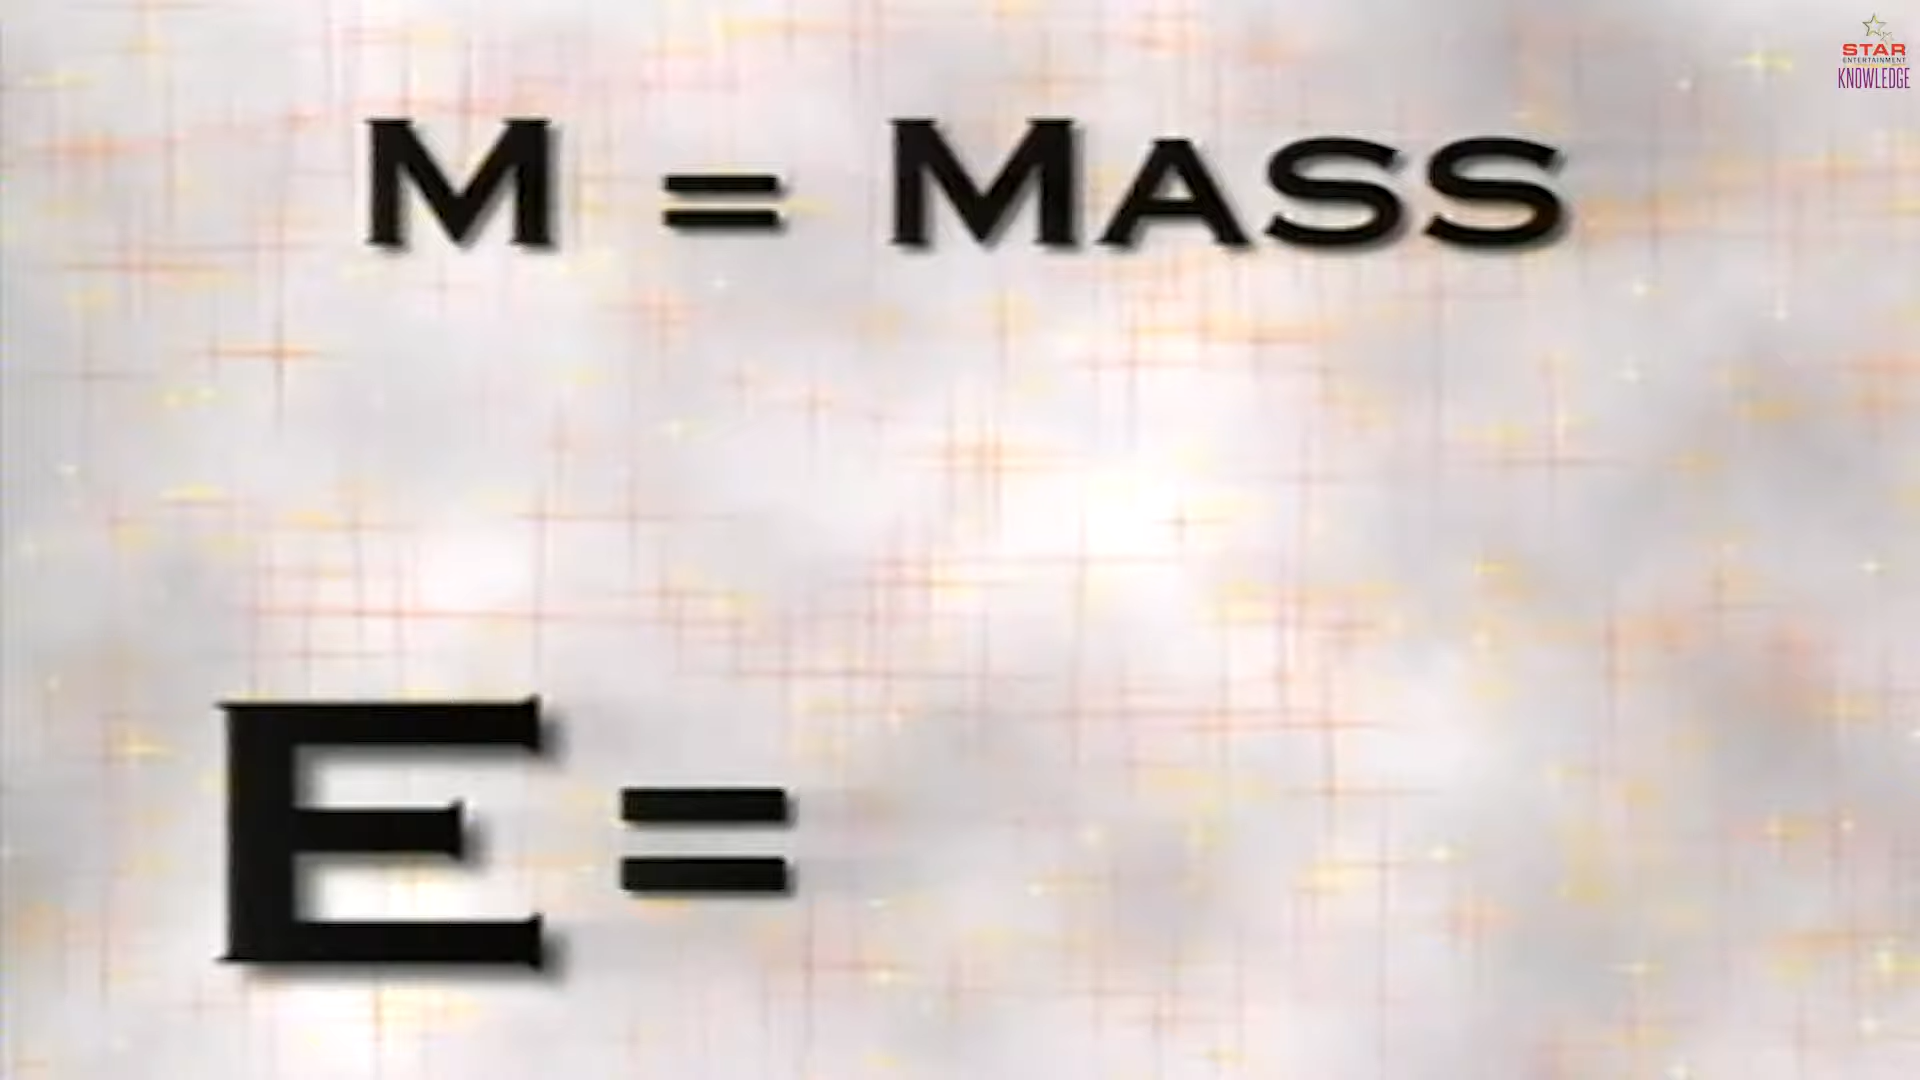 STAR
ENTERTAINMENT
KNOWLEDGE
M = MASS
E =